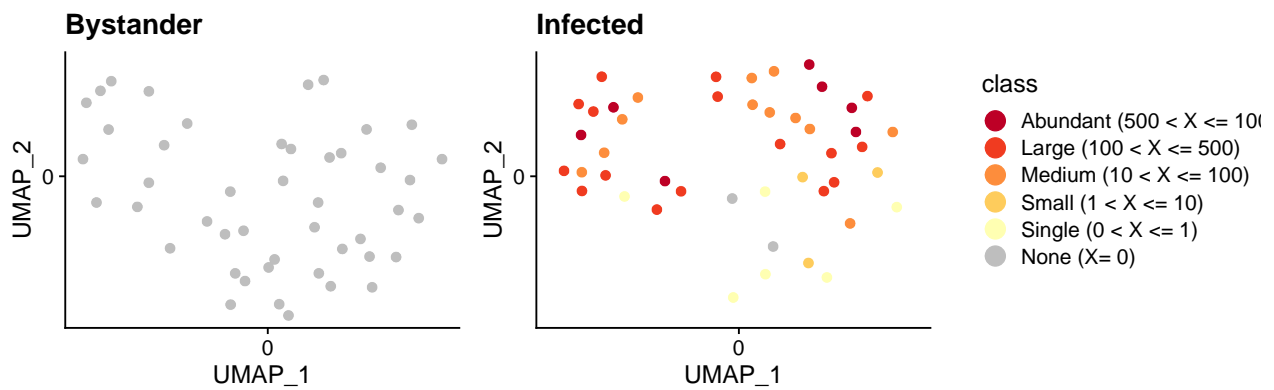 Bystander
UMAP_2
0
0
UMAP_1
Infected
UMAP_2
0
0
UMAP_1
class
Abundant (500 < X <= 100
Large (100 < X <= 500)
Medium (10 < X <= 100)
Small (1 < X <= 10)
Single (0 < X <= 1)
None (X= 0)